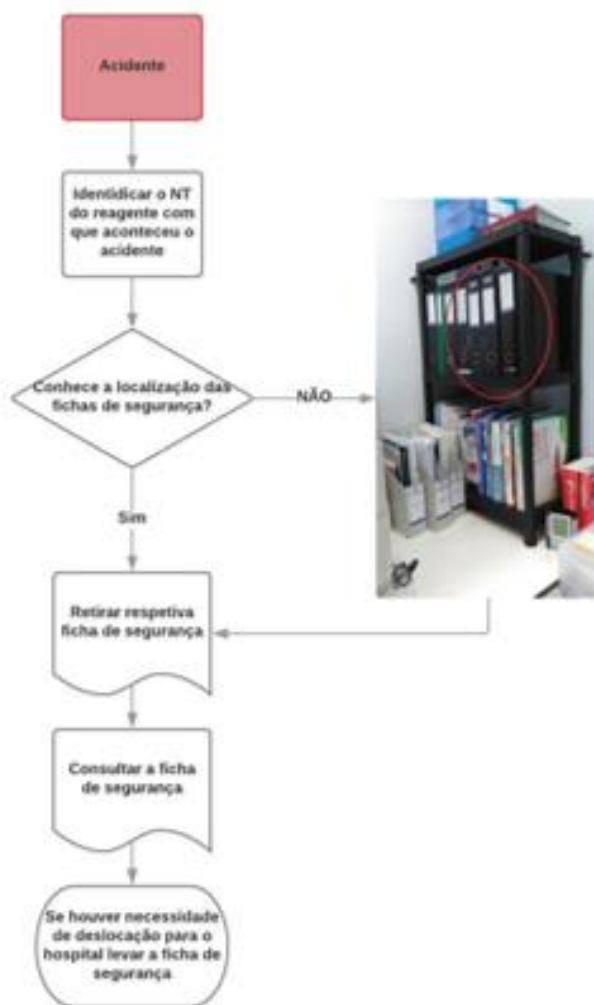 Acidente
Identidicar o NT
do reagente com
que aconteceu o
acidente
Conhece a localização das
fichas de segurança?
NÃO
Sim
Retirar respetiva
ficha de segurança
Consultar a ficha
de segurança
Se houver necessidade
de deslocação para o
hospital levar a ficha de
segurança